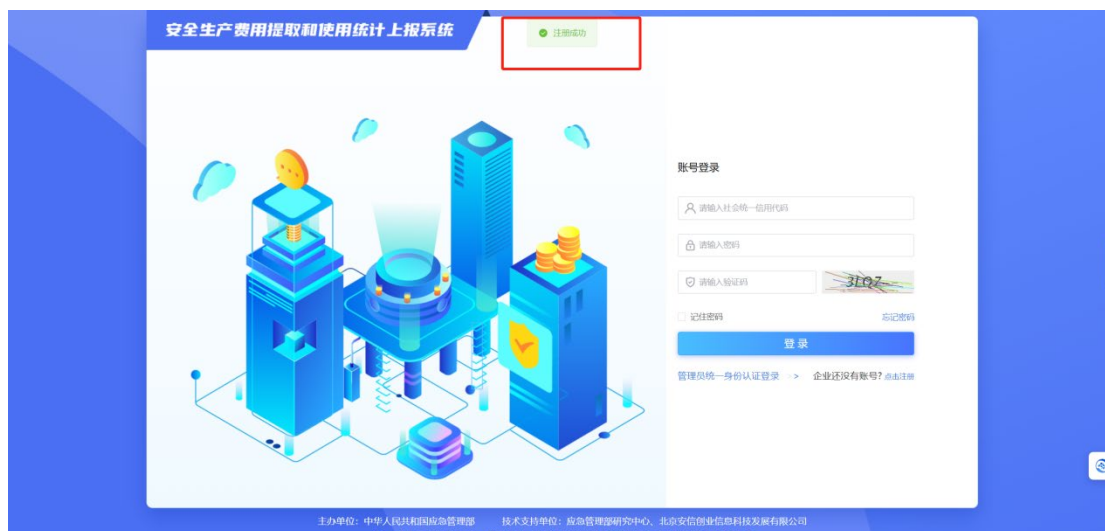 安全生产费用提取和使用统计上报系统
注册成功
账号登录
请输入社会统一信用代码
请输入密码
请输入验证码
3LQ7
记住密码 忘记密码
登录
管理员统一身份认证登录 -> 企业还没有账号?点击注册
主办单位:中华人民共和国应急管理部 技术支持单位:应急管理部研究中心、北京安信创业信息科技发展有限公司